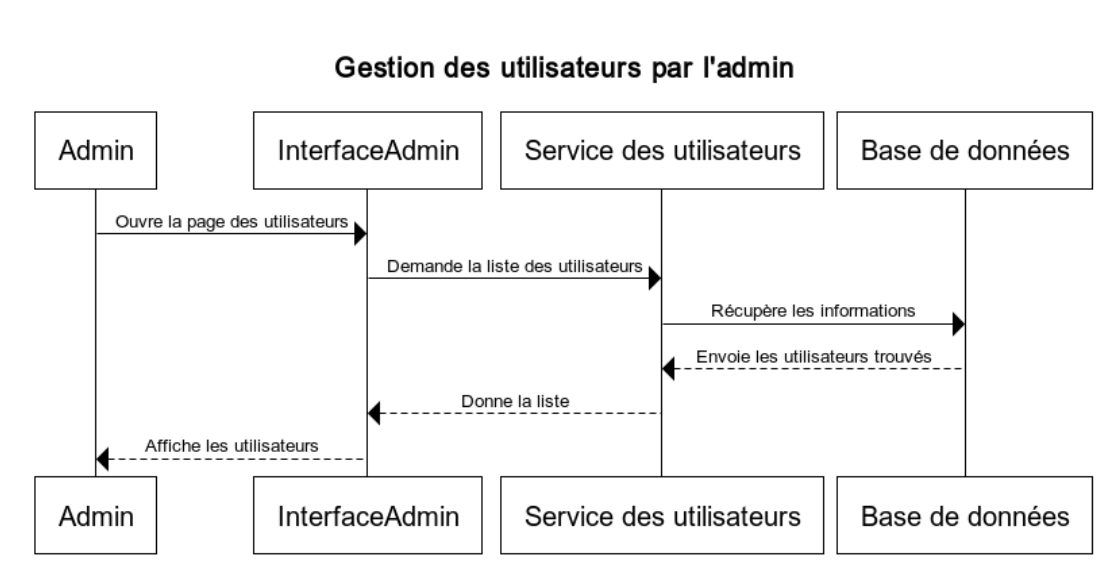 Gestion des utilisateurs par l'admin
Admin
InterfaceAdmin
Service des utilisateurs
Base de données
Ouvre la page des utilisateurs
Demande la liste des utilisateurs
Récupère les informations
Envoie les utilisateurs trouvés
Donne la liste
Affiche les utilisateurs
Admin
InterfaceAdmin
Service des utilisateurs
Base de données